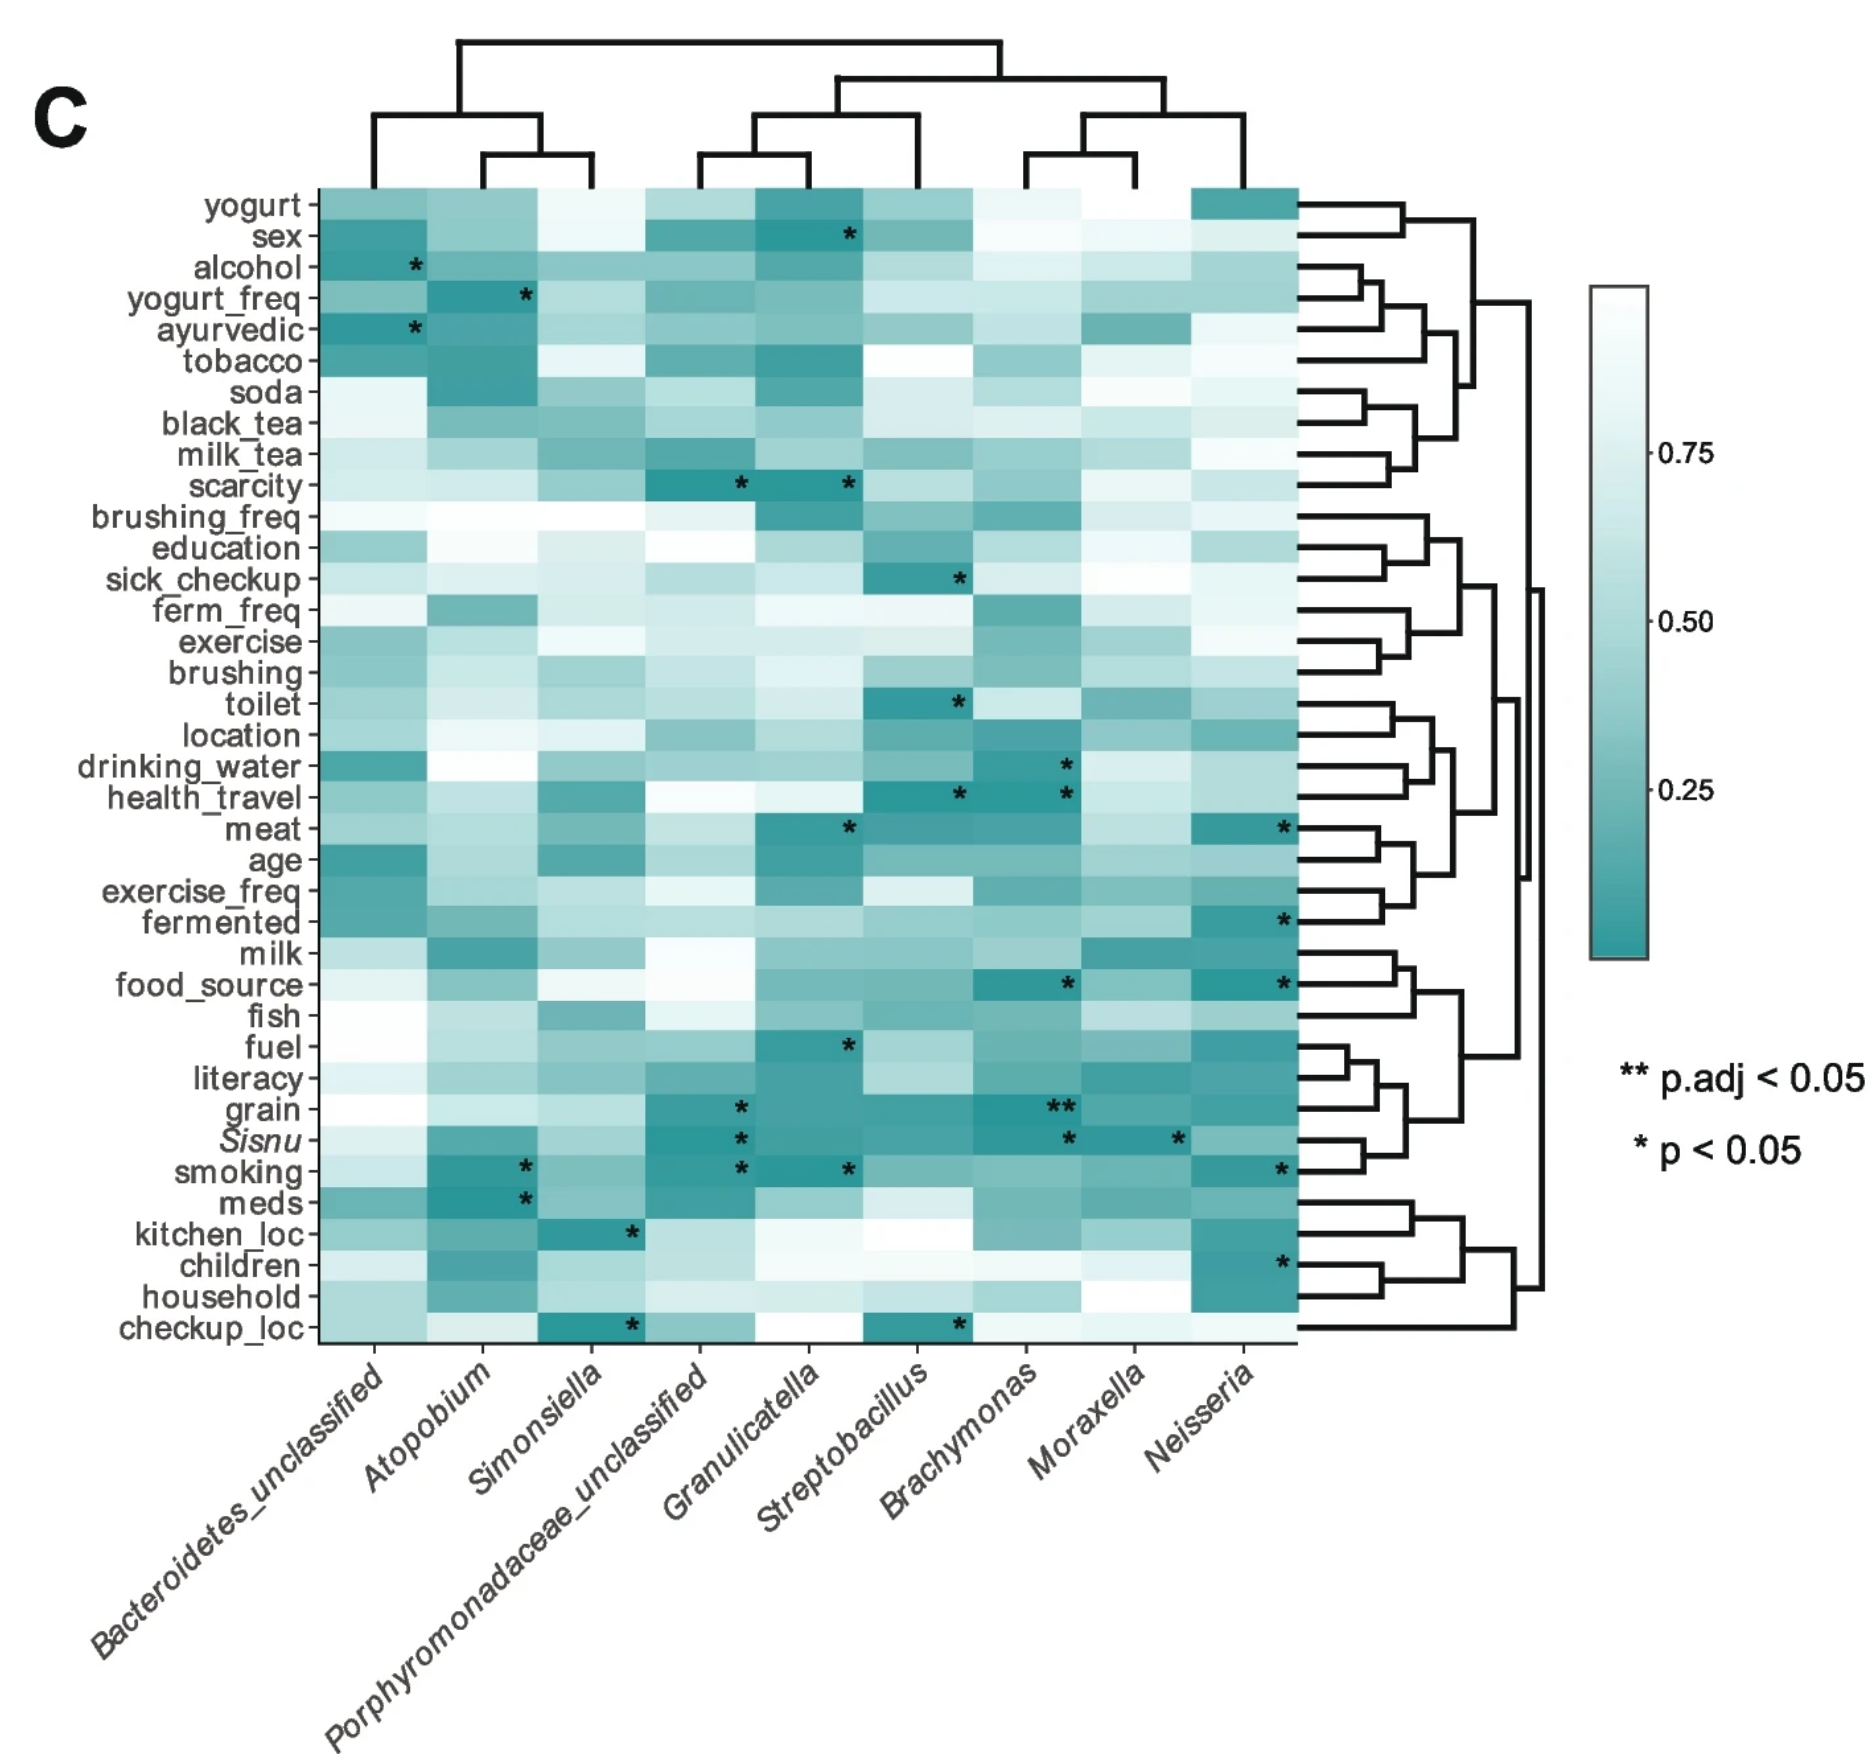 C
yogurt
sex *
alcohol *
yogurt_freq *
ayurvedic *
tobacco
soda
black_tea
milk_tea
scarcity * *
brushing_freq
education
sick_checkup *
ferm_freq
exercise
brushing
toilet *
location
drinking_water *
health_travel * *
meat * *
age
exercise_freq
fermented *
milk
food_source * *
fish
fuel *
literacy
grain * **
Sisnu * * *
smoking * * * *
meds *
kitchen_loc *
children *
household
checkup_loc * *
Bacteroidetes_unclassified
Atopobium
Simonsiella
Porphyromonadaceae_unclassified
Granulicatella
Streptobacillus
Brachymonas
Moraxella
Neisseria
0.75
0.50
0.25
** p.adj < 0.05
* p < 0.05